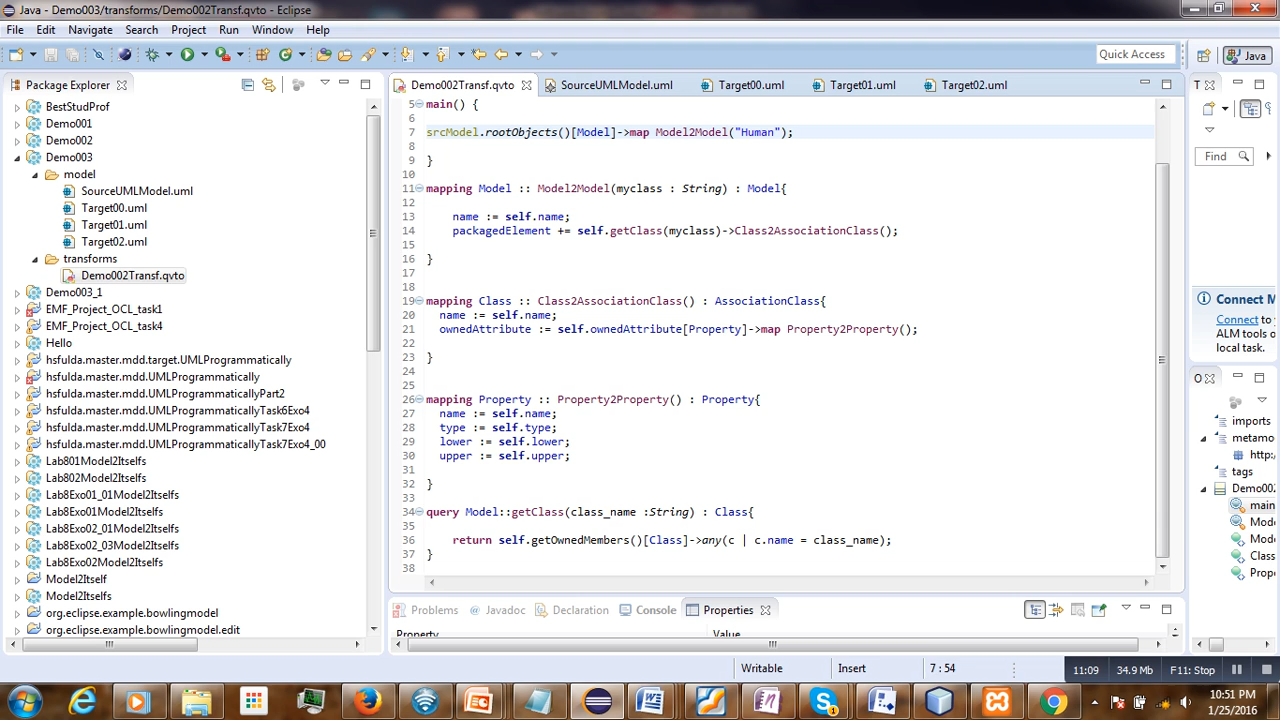 Java - Demo003/transforms/Demo002Transf.qvto - Eclipse
File Edit Navigate Search Project Run Window Help
Quick Access
Java
Package Explorer
BestStudProf
Demo001
Demo002
Demo003
model
SourceUMLModel.uml
Target00.uml
Target01.uml
Target02.uml
transforms
Demo002Transf.qvto
Demo003_1
EMF_Project_OCL_task1
EMF_Project_OCL_task4
Hello
hsfulda.master.mdd.target.UMLProgrammatically
hsfulda.master.mdd.UMLProgrammatically
hsfulda.master.mdd.UMLProgrammaticallyPart2
hsfulda.master.mdd.UMLProgrammaticallyTask6Exo4
hsfulda.master.mdd.UMLProgrammaticallyTask7Exo4
hsfulda.master.mdd.UMLProgrammaticallyTask7Exo4_00
Lab801Model2Itselfs
Lab802Model2Itselfs
Lab8Exo01_01Model2Itselfs
Lab8Exo01Model2Itselfs
Lab8Exo02_01Model2Itselfs
Lab8Exo02_03Model2Itselfs
Lab8Exo02Model2Itselfs
Model2Itself
Model2Itselfs
org.eclipse.example.bowlingmodel
org.eclipse.example.bowlingmodel.edit
Demo002Transf.qvto SourceUMLModel.uml Target00.uml Target01.uml Target02.uml
5 main() {
6
7 srcModel.rootObjects()[Model]->map Model2Model("Human");
8
9 }
10
11 mapping Model :: Model2Model(myclass : String) : Model{
12
13 name := self.name;
14 packagedElement += self.getClass(myclass)->Class2AssociationClass();
15
16 }
17
18
19 mapping Class :: Class2AssociationClass() : AssociationClass{
20 name := self.name;
21 ownedAttribute := self.ownedAttribute[Property]->map Property2Property();
22
23 }
24
25
26 mapping Property :: Property2Property() : Property{
27 name := self.name;
28 type := self.type;
29 lower := self.lower;
30 upper := self.upper;
31
32 }
33
34 query Model::getClass(class_name :String) : Class{
35
36 return self.getOwnedMembers()[Class]->any(c | c.name = class_name);
37 }
38
Problems Javadoc Declaration Console Properties
Property Value
T
Find
Connect M
Connect to
ALM tools o
local task.
O
imports
metamo
http:
tags
Demo002
main
Mod
Mod
Class
Prop
Writable Insert 7 : 54
11:09 34.9 MB F11: Stop
1
10:51 PM
1/25/2016